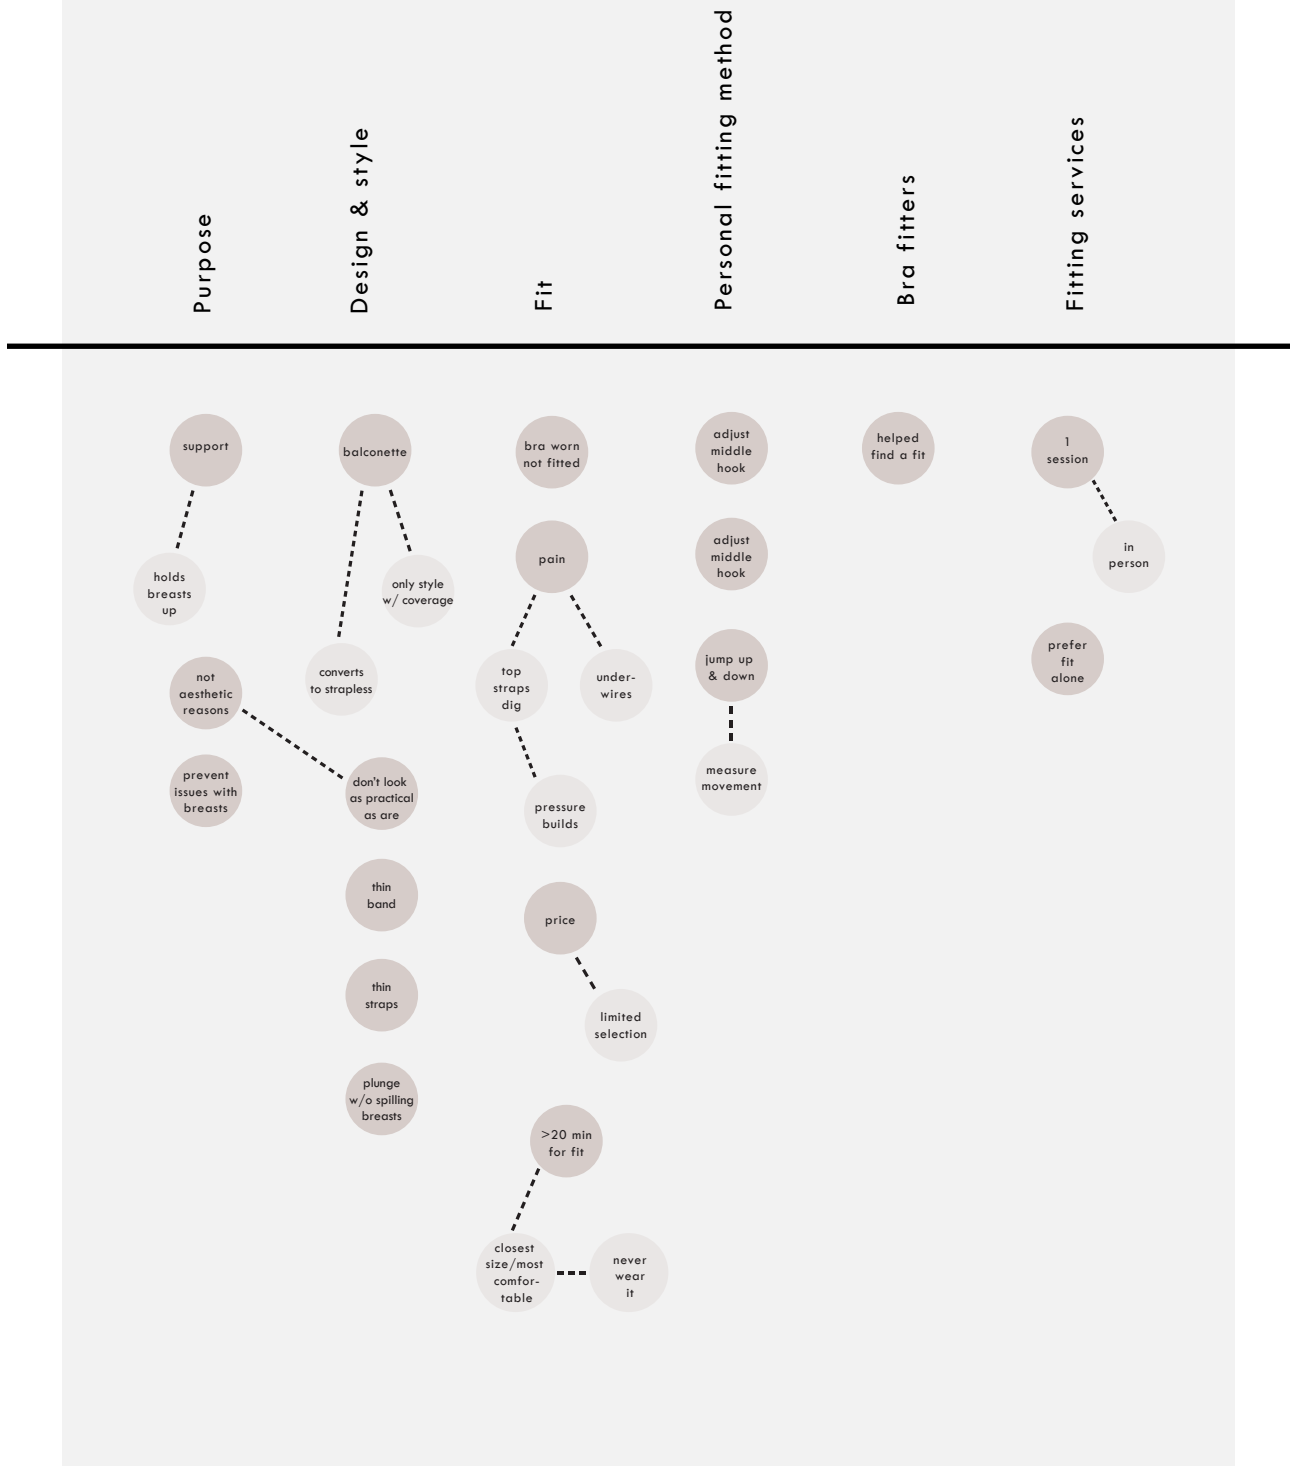 Purpose
Design & style
Fit
Personal fitting method
Bra fitters
Fitting services
support
holds
breasts
up
not
aesthetic
reasons
prevent
issues with
breasts
balconette
only style
w/ coverage
converts
to strapless
don't look
as practical
as are
thin
band
thin
straps
plunge
w/o spilling
breasts
bra worn
not fitted
pain
top
straps
dig
under-
wires
pressure
builds
price
limited
selection
>20 min
for fit
closest
size/most
comfor-
table
never
wear
it
adjust
middle
hook
adjust
middle
hook
jump up
& down
measure
movement
helped
find a fit
1
session
in
person
prefer
fit
alone